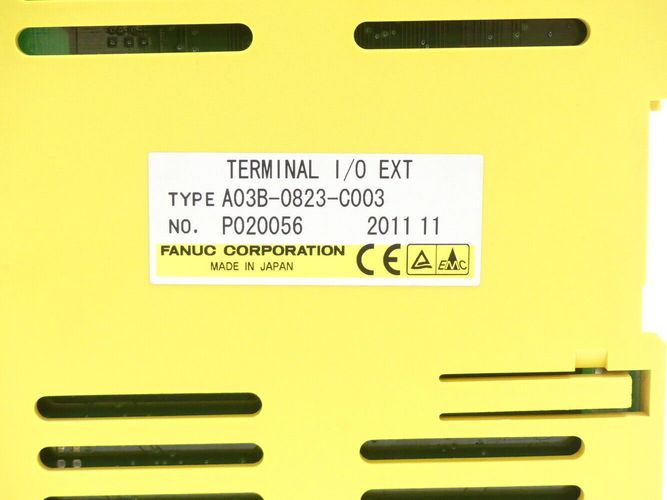 TERMINAL I/O EXT
TYPE A03B-0823-C003
NO. P020056 2011 11
FANUC CORPORATION
MADE IN JAPAN
CE EMC